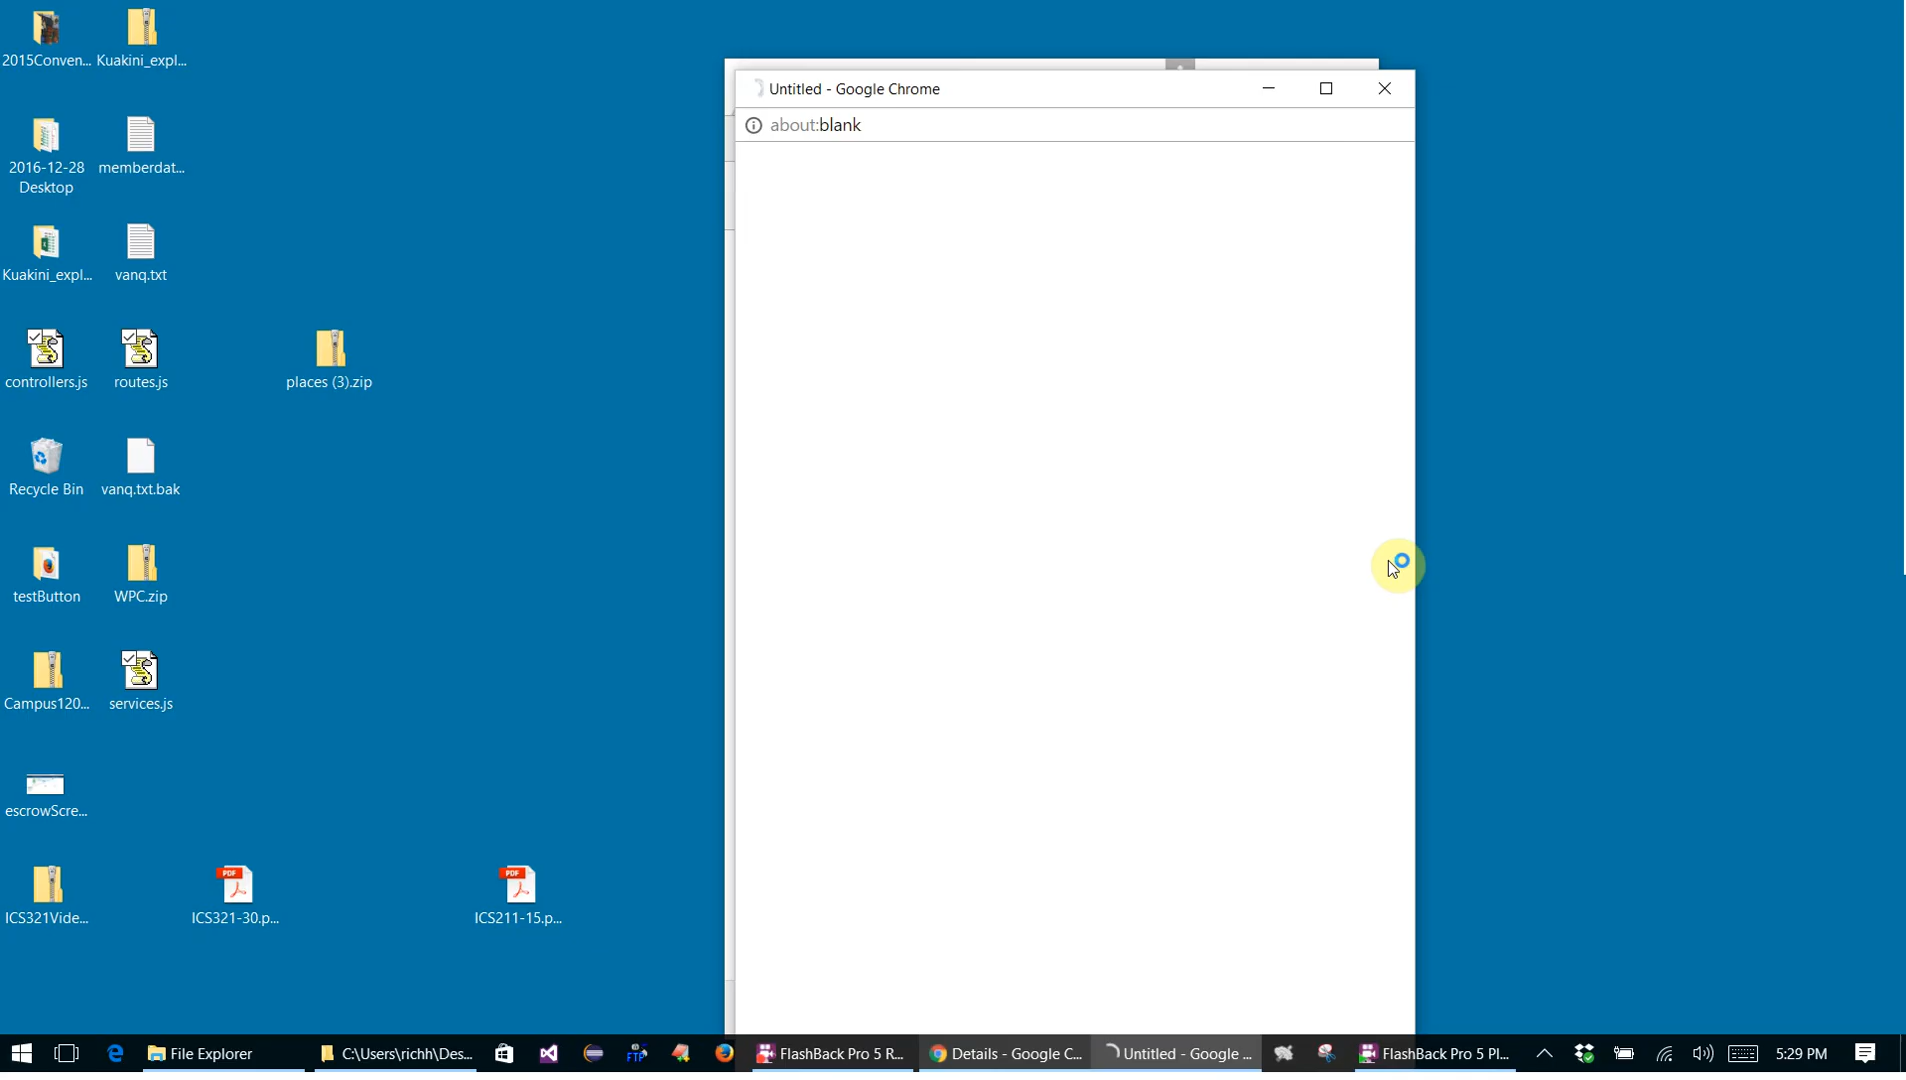 2015Conven...
Kuakini_expl...
2016-12-28
Desktop
memberdat...
Kuakini_expl...
vanq.txt
controllers.js
routes.js
places (3).zip
Recycle Bin
vanq.txt.bak
testButton
WPC.zip
Campus120...
services.js
escrowScre...
ICS321Vide...
PDF
ICS321-30.p...
PDF
ICS211-15.p...
Untitled - Google Chrome
about:blank
File Explorer
C:\Users\richh\Des...
FTP
FlashBack Pro 5 R...
Details - Google C...
Untitled - Google ...
FlashBack Pro 5 Pl...
5:29 PM